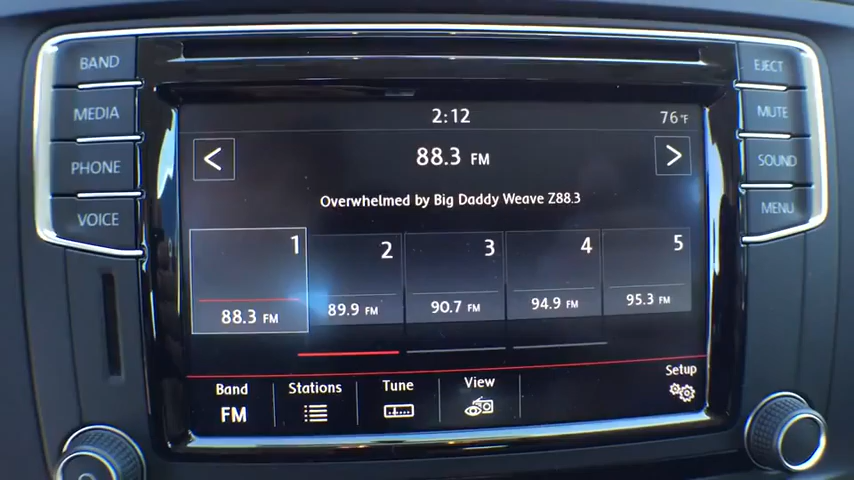 BAND
MEDIA
PHONE
VOICE
EJECT
MUTE
SOUND
MENU
2:12
76°F
< 88.3 FM >
Overwhelmed by Big Daddy Weave Z88.3
1 2 3 4 5
88.3 FM 89.9 FM 90.7 FM 94.9 FM 95.3 FM
Band Stations Tune View Setup
FM